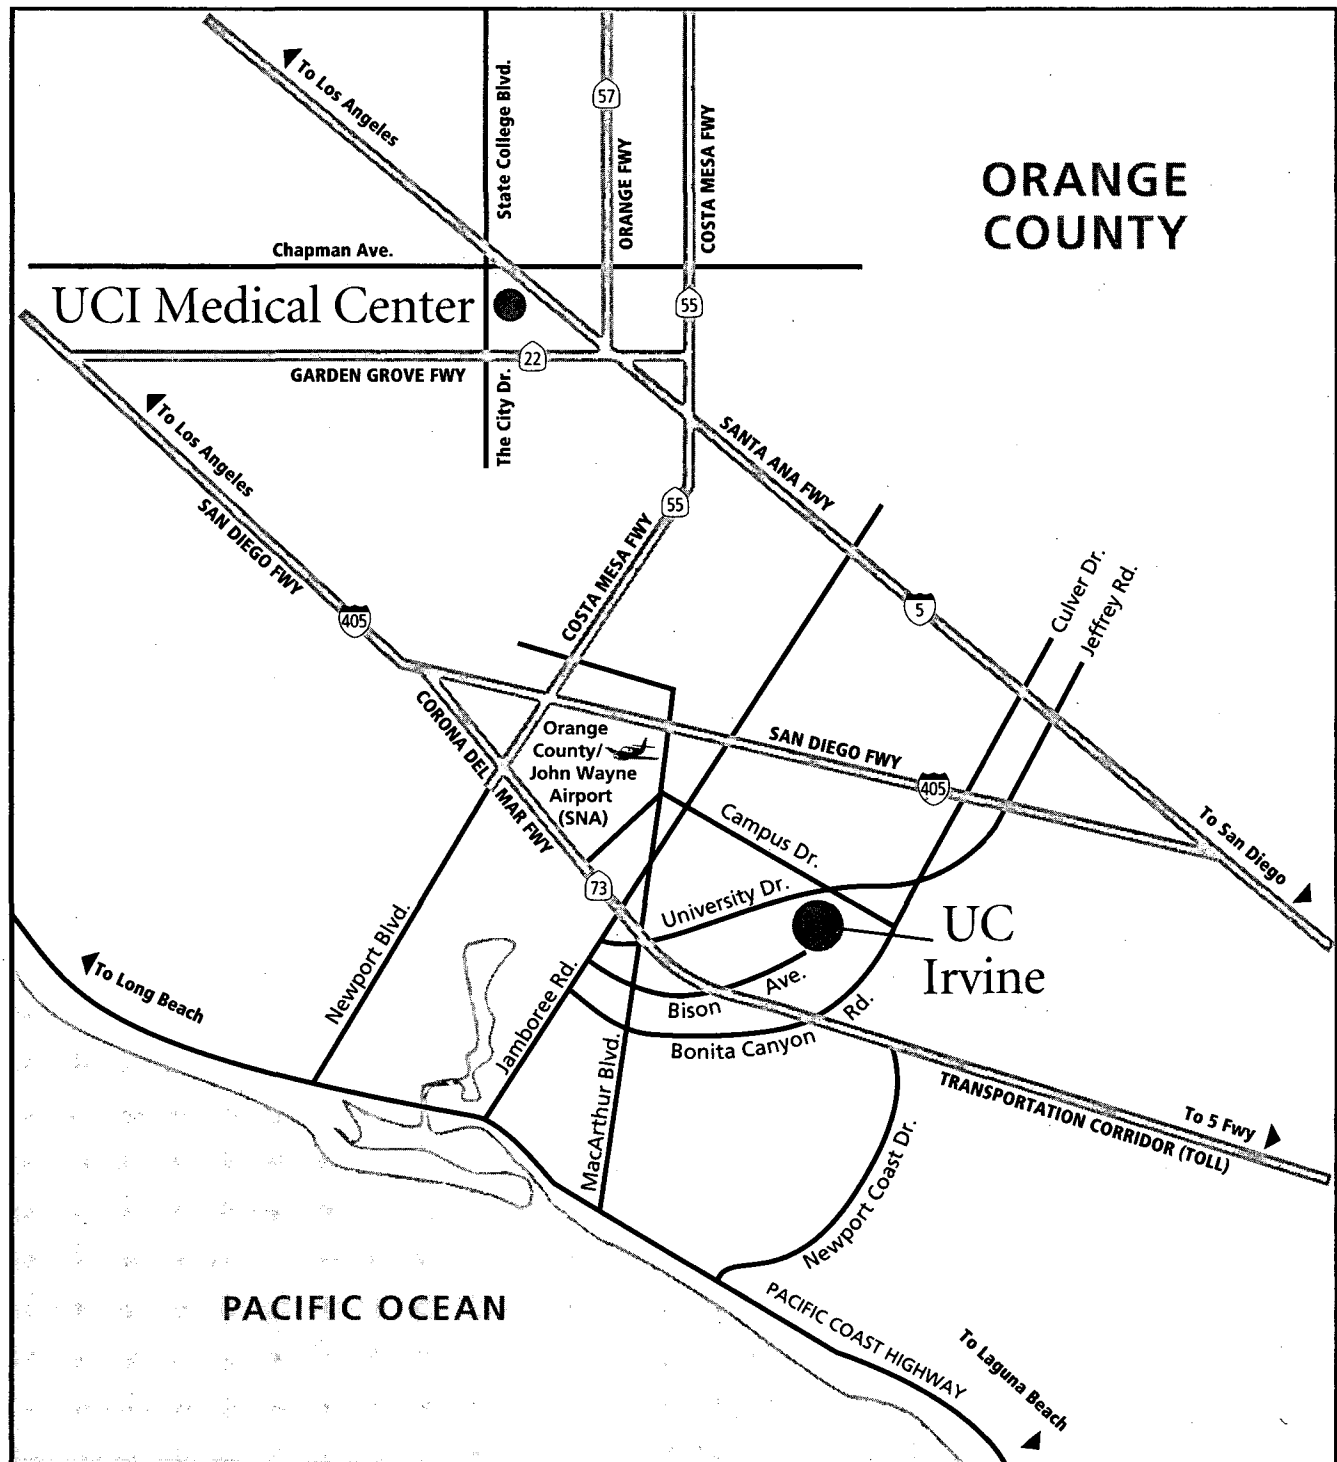 To Los Angeles
State College Blvd.
57
ORANGE FWY
COSTA MESA FWY
ORANGE
COUNTY
Chapman Ave.
UCI Medical Center
55
22
GARDEN GROVE FWY
The City Dr.
To Los Angeles
SAN DIEGO FWY
SANTA ANA FWY
55
COSTA MESA FWY
405
5
Culver Dr.
Jeffrey Rd.
CORONA DEL MAR FWY
Orange
County/
John Wayne
Airport
(SNA)
SAN DIEGO FWY
405
Campus Dr.
To San Diego
73
University Dr.
UC
Irvine
Newport Blvd.
To Long Beach
Jamboree Rd.
Bison Ave.
Bonita Canyon Rd.
MacArthur Blvd.
TRANSPORTATION CORRIDOR (TOLL)
To 5 Fwy
Newport Coast Dr.
PACIFIC OCEAN
PACIFIC COAST HIGHWAY
To Laguna Beach